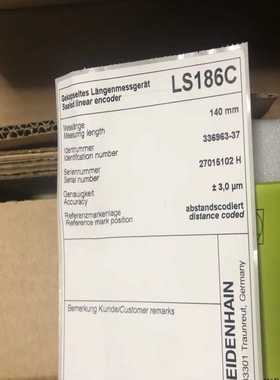 Gekapseltes Längenmessgerät
Sealed linear encoder
LS186C
Messlänge
Measuring length
140 mm
Identnummer
Identification number
336963-37
Seriennummer
Serial number
27015102 H
Genauigkeit
Accuracy
± 3,0 µm
Referenzmarkenlage
Reference mark position
abstandscodiert
distance coded
Bemerkung Kunde/Customer remarks
EIDENHAIN
83301 Traunreut, Germany